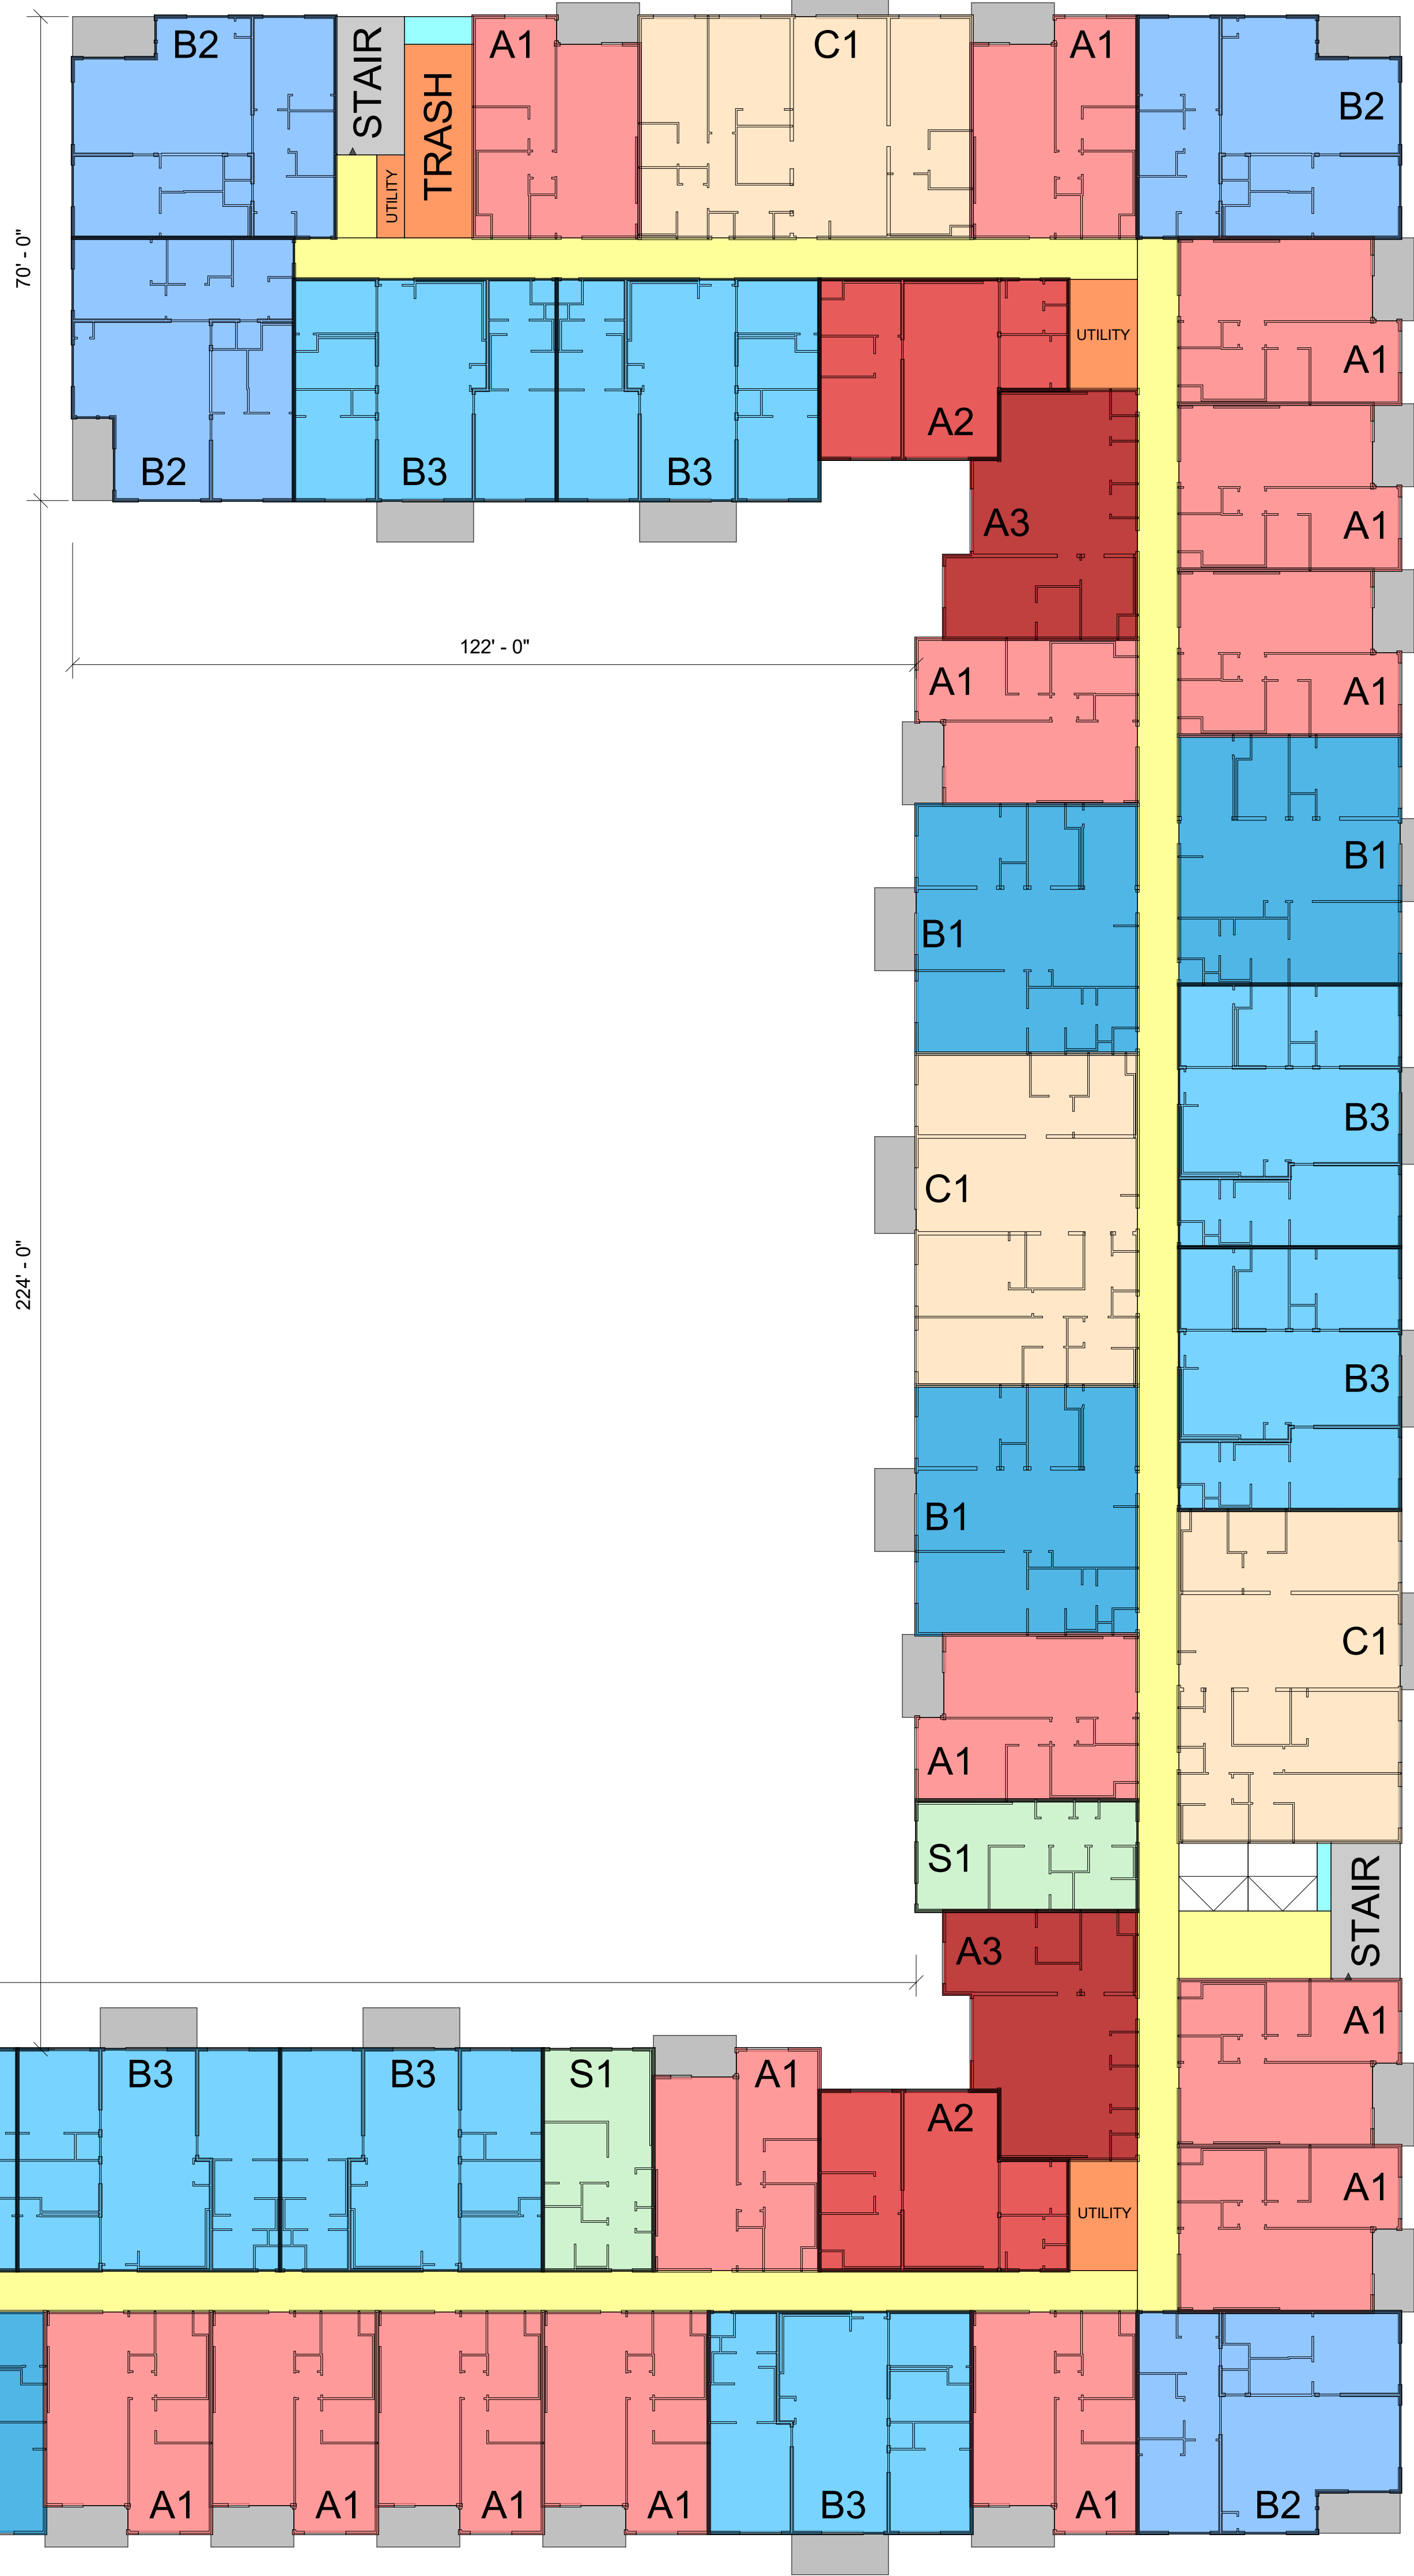 B2
STAIR
TRASH
UTILITY
A1
C1
A1
B2
70' - 0"
B2
B3
B3
A2
UTILITY
A1
A3
A1
122' - 0"
A1
A1
B1
B1
B3
C1
224' - 0"
B3
B1
C1
A1
S1
STAIR
A3
A1
B3
B3
S1
A1
A2
A1
UTILITY
A1
A1
A1
A1
B3
A1
B2